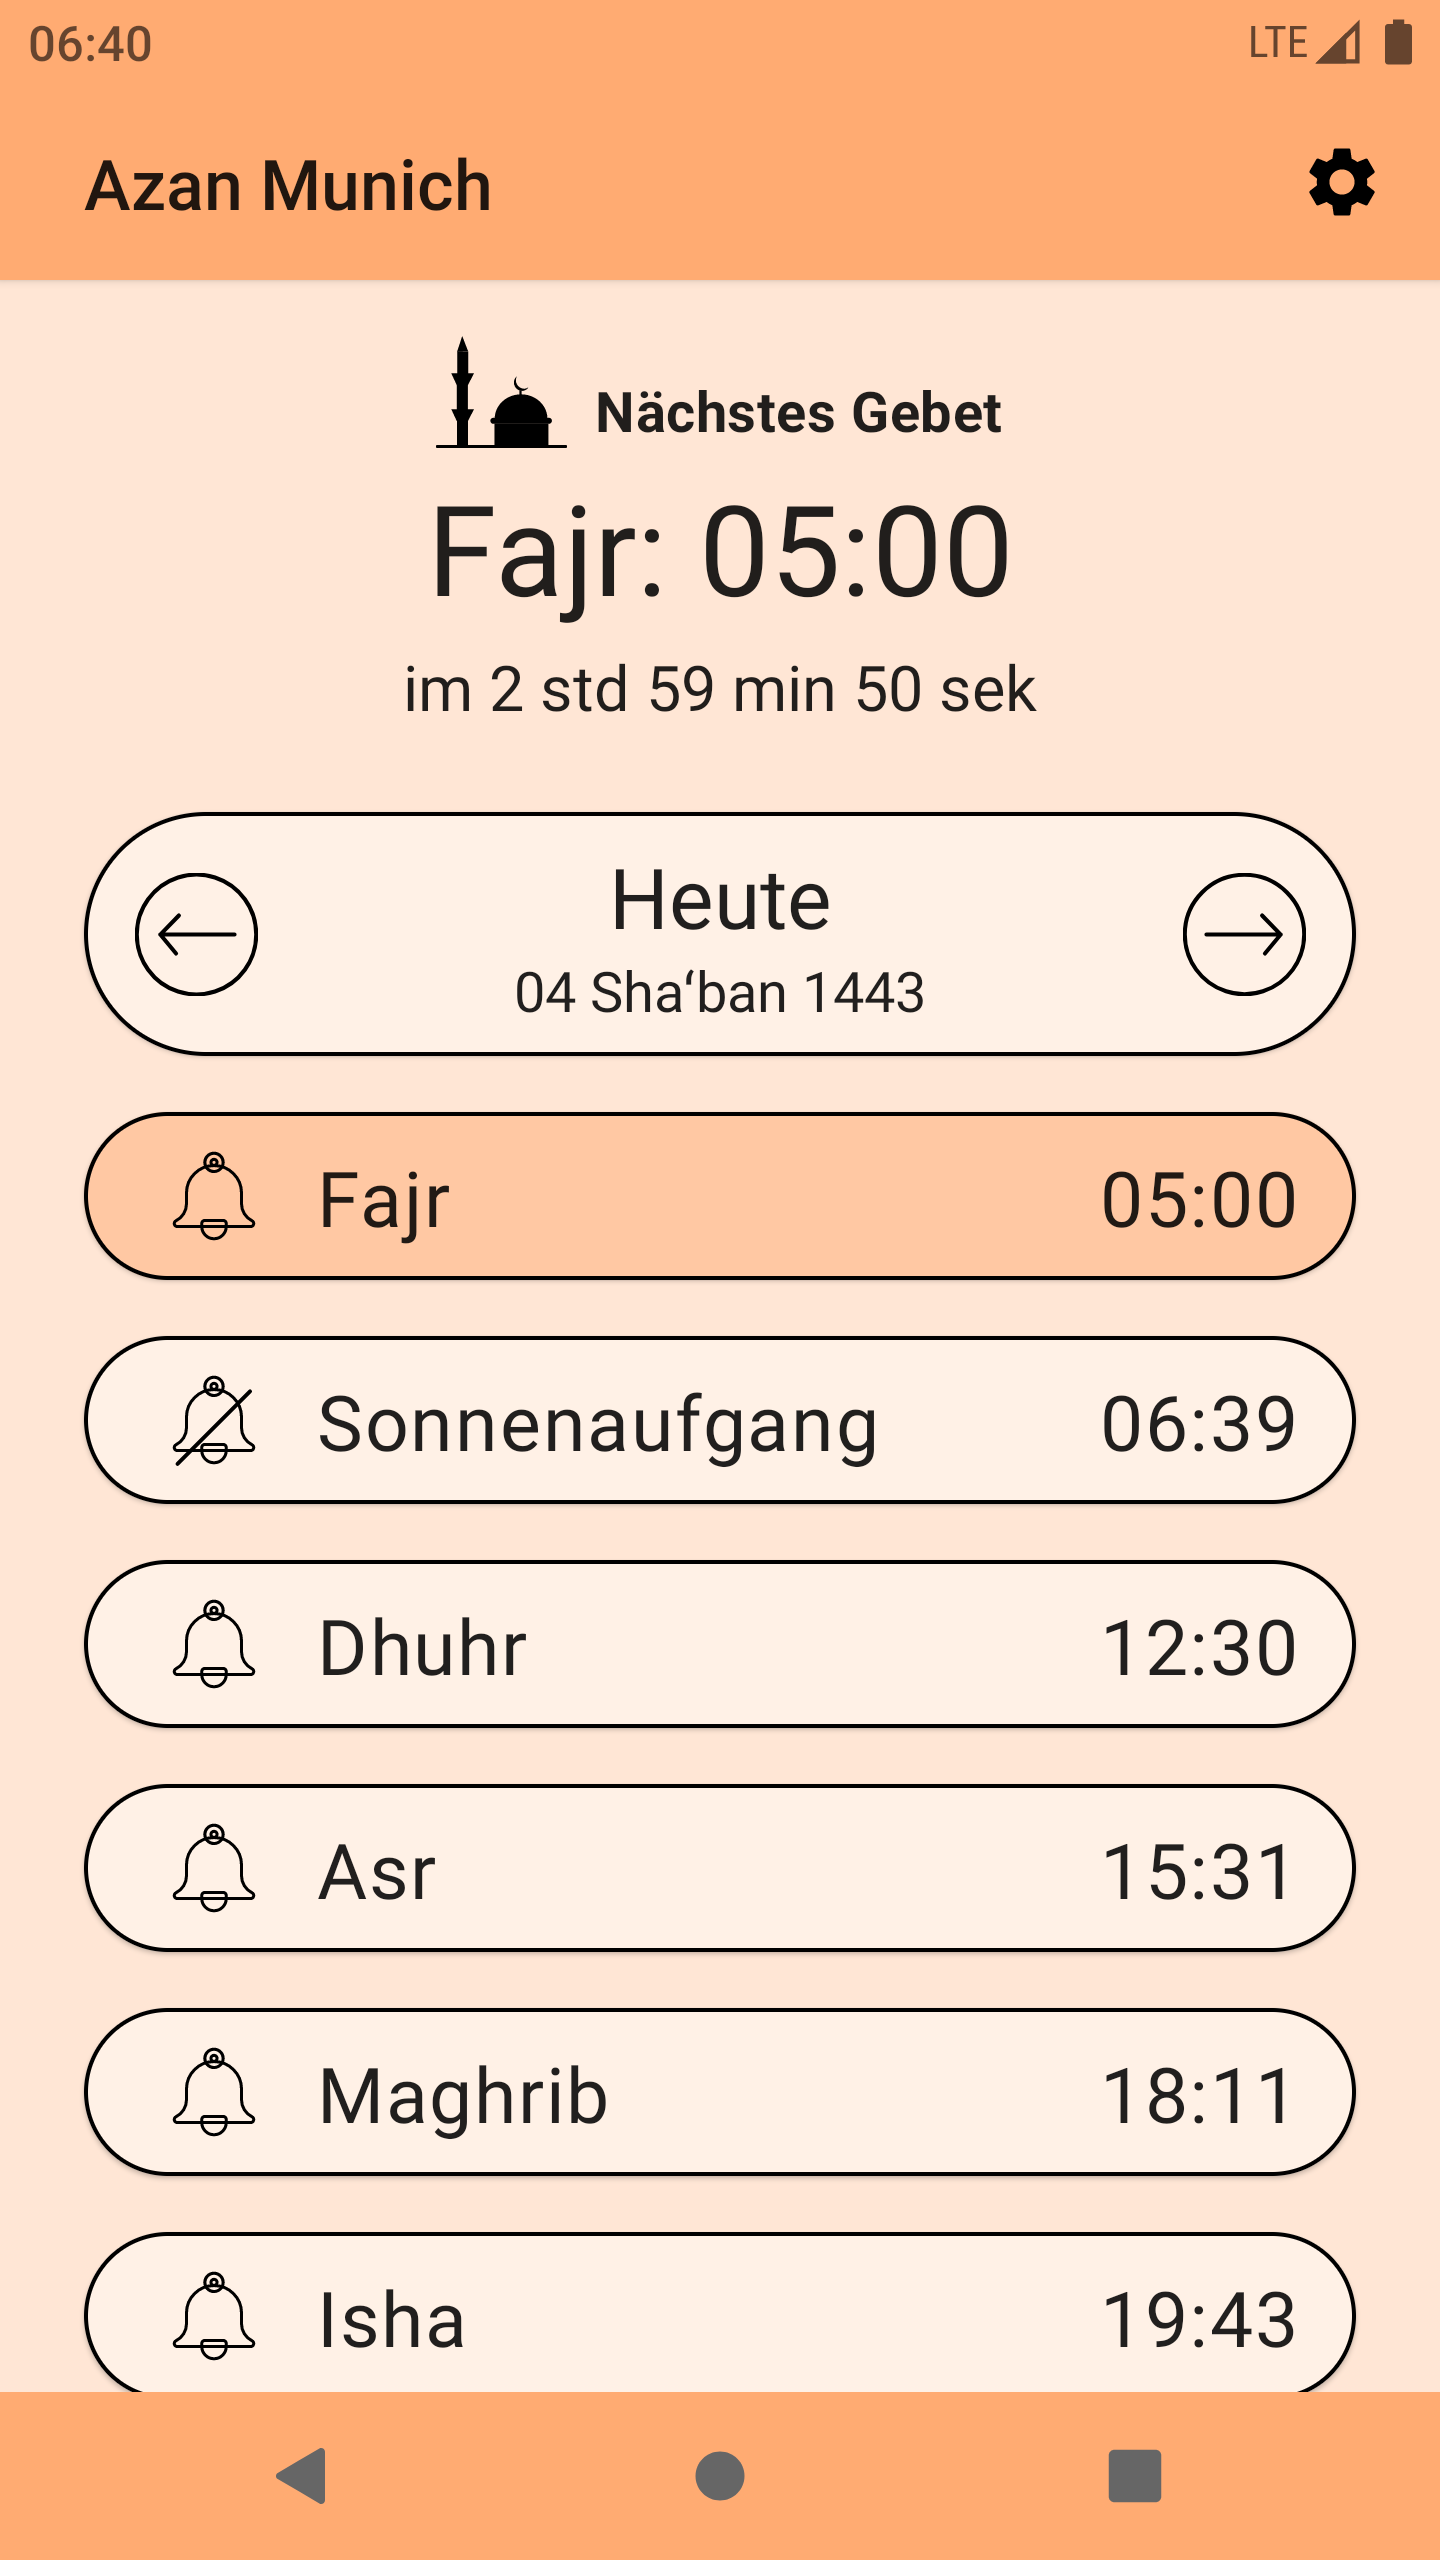 06:40 LTE
Azan Munich
Nächstes Gebet
Fajr: 05:00
im 2 std 59 min 50 sek
Heute
04 Shaʻban 1443
Fajr 05:00
Sonnenaufgang 06:39
Dhuhr 12:30
Asr 15:31
Maghrib 18:11
Isha 19:43